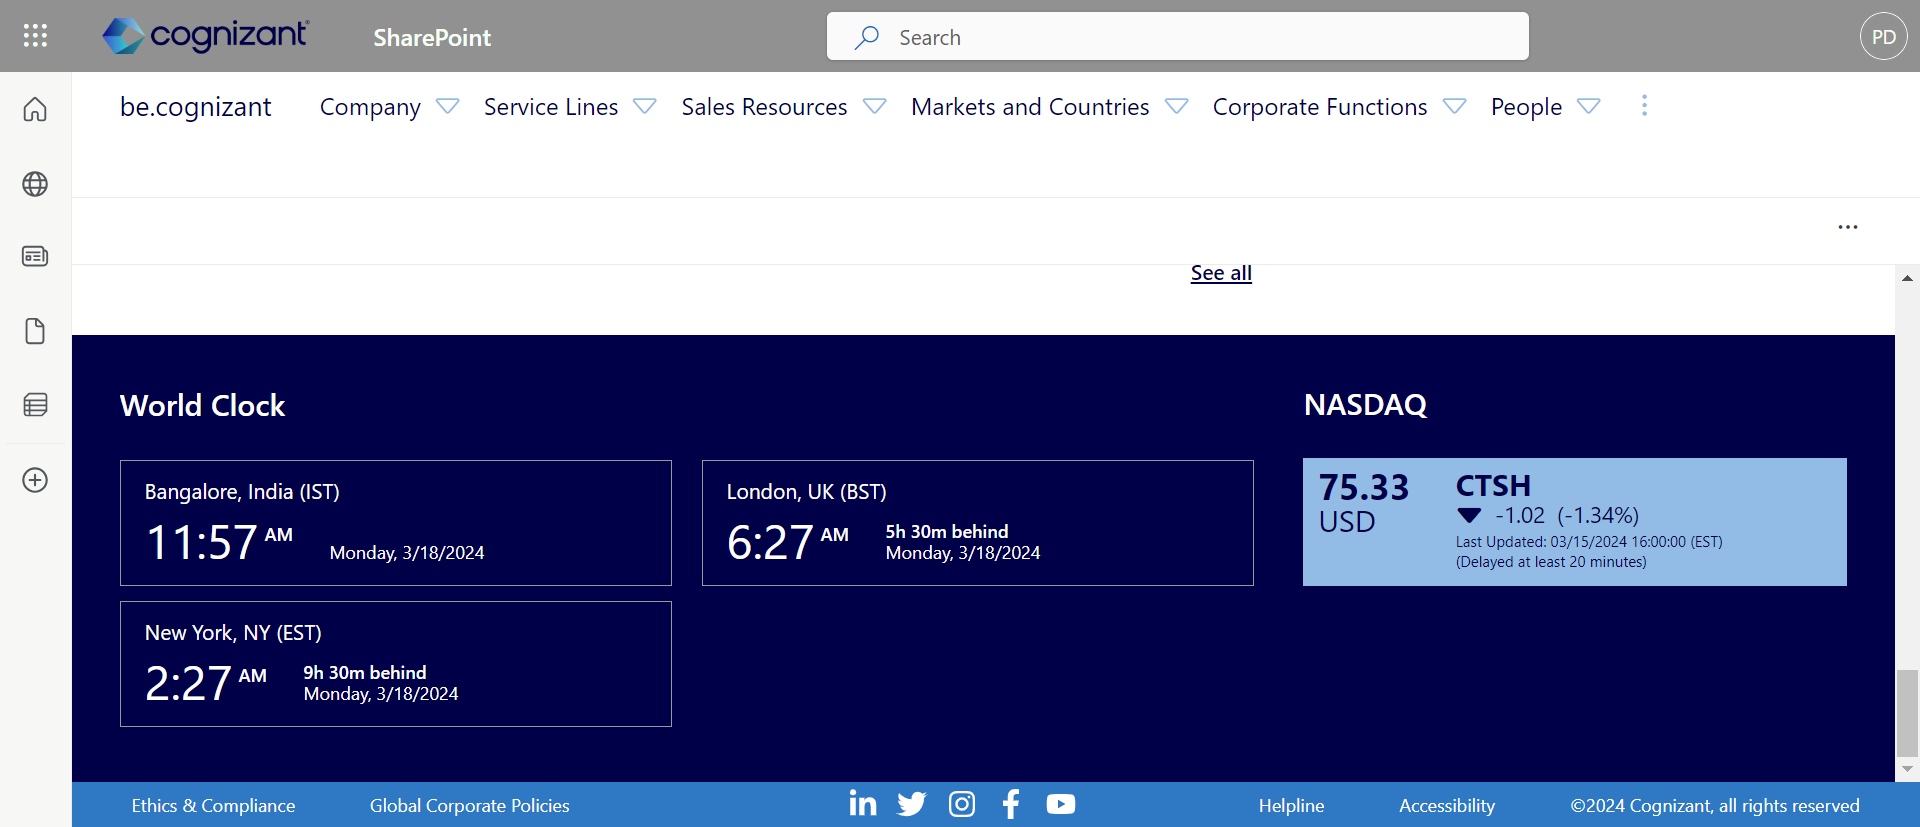 cognizant
SharePoint
Search
PD
be.cognizant
Company
Service Lines
Sales Resources
Markets and Countries
Corporate Functions
People
See all
World Clock
Bangalore, India (IST)
11:57 AM
Monday, 3/18/2024
London, UK (BST)
6:27 AM
5h 30m behind
Monday, 3/18/2024
New York, NY (EST)
2:27 AM
9h 30m behind
Monday, 3/18/2024
NASDAQ
75.33
USD
CTSH
-1.02 (-1.34%)
Last Updated: 03/15/2024 16:00:00 (EST)
(Delayed at least 20 minutes)
Ethics & Compliance
Global Corporate Policies
Helpline
Accessibility
©2024 Cognizant, all rights reserved